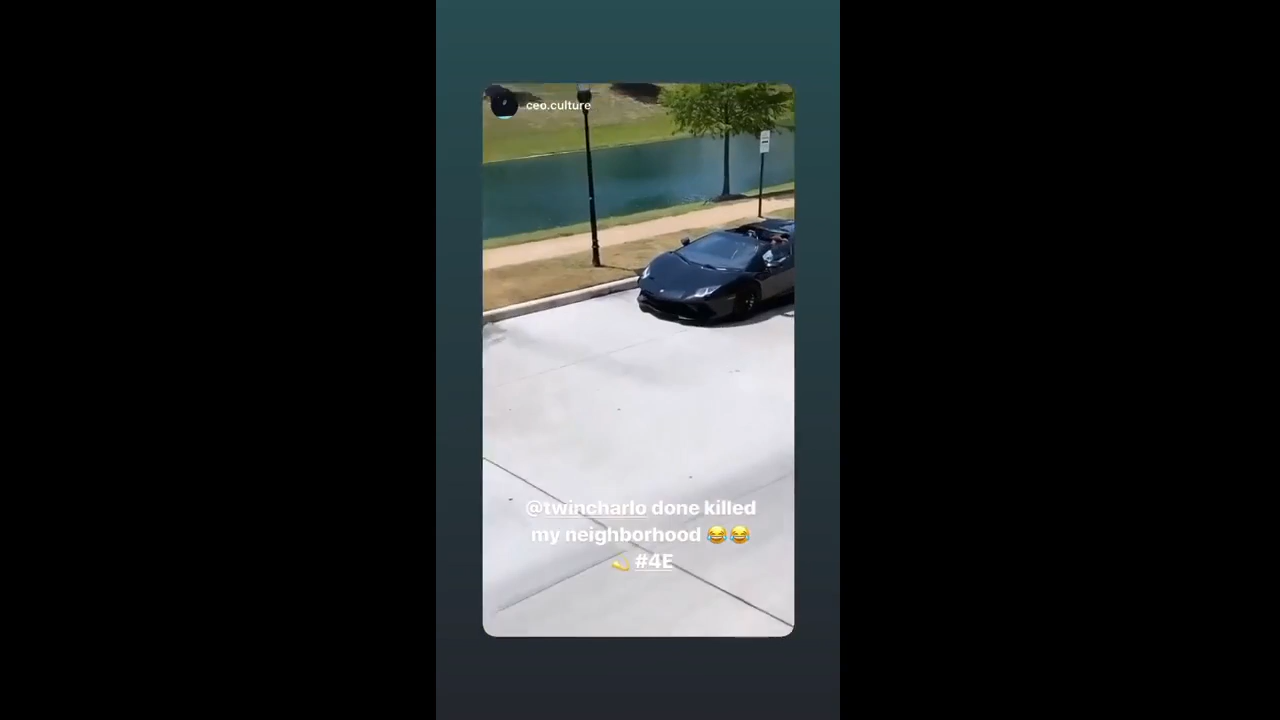 ceo.culture
@twincharlo done killed
my neighborhood 😂😂
💫 #4E